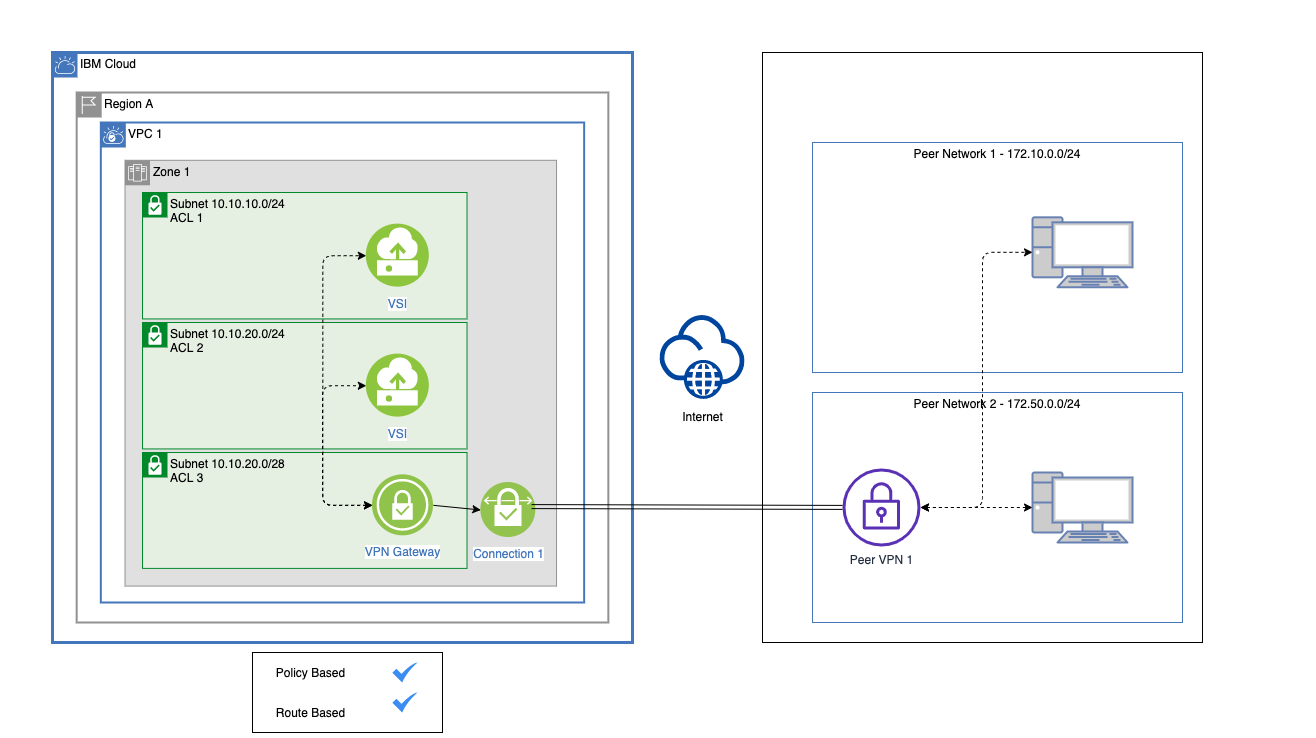 IBM Cloud
Region A
VPC 1
Zone 1
Subnet 10.10.10.0/24
ACL 1
VSI
Subnet 10.10.20.0/24
ACL 2
VSI
Subnet 10.10.20.0/28
ACL 3
VPN Gateway
Connection 1
Internet
Peer Network 1 - 172.10.0.0/24
Peer Network 2 - 172.50.0.0/24
Peer VPN 1
Policy Based
Route Based